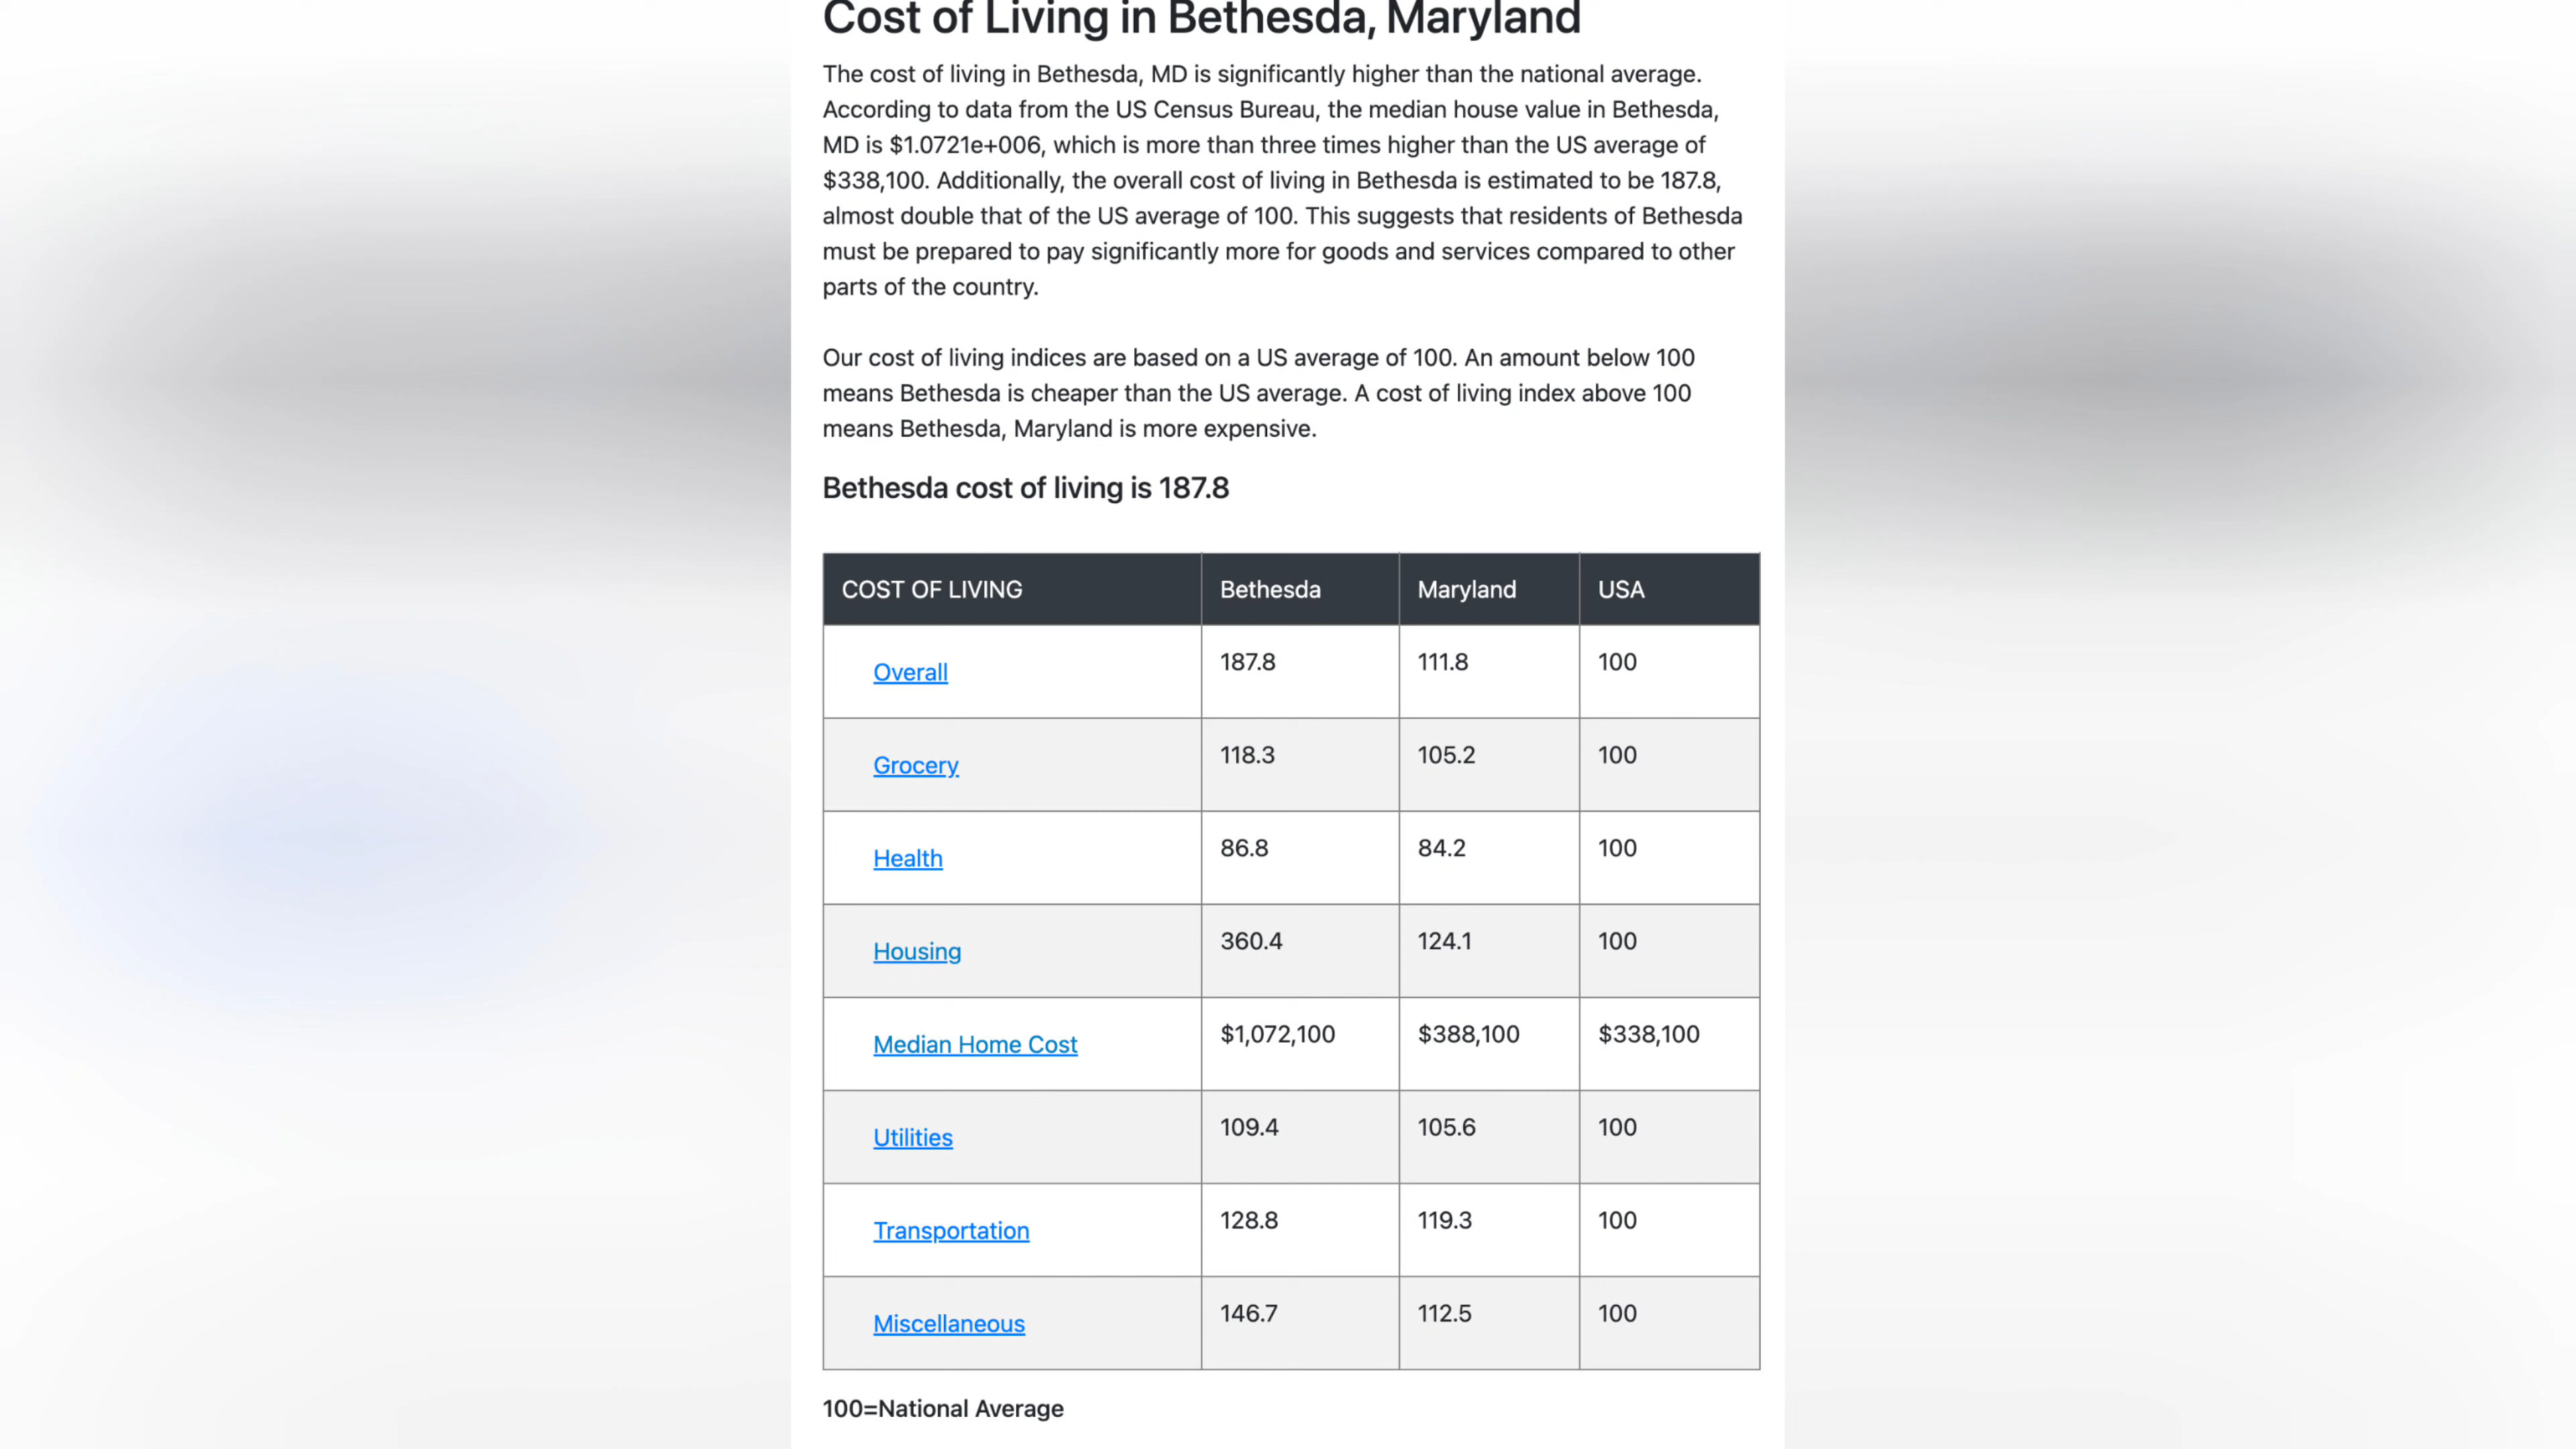 Cost of Living in Bethesda, Maryland
The cost of living in Bethesda, MD is significantly higher than the national average.
According to data from the US Census Bureau, the median house value in Bethesda,
MD is $1.0721e+006, which is more than three times higher than the US average of
$338,100. Additionally, the overall cost of living in Bethesda is estimated to be 187.8,
almost double that of the US average of 100. This suggests that residents of Bethesda
must be prepared to pay significantly more for goods and services compared to other
parts of the country.
Our cost of living indices are based on a US average of 100. An amount below 100
means Bethesda is cheaper than the US average. A cost of living index above 100
means Bethesda, Maryland is more expensive.
Bethesda cost of living is 187.8
COST OF LIVING Bethesda Maryland USA
Overall 187.8 111.8 100
Grocery 118.3 105.2 100
Health 86.8 84.2 100
Housing 360.4 124.1 100
Median Home Cost $1,072,100 $388,100 $338,100
Utilities 109.4 105.6 100
Transportation 128.8 119.3 100
Miscellaneous 146.7 112.5 100
100=National Average